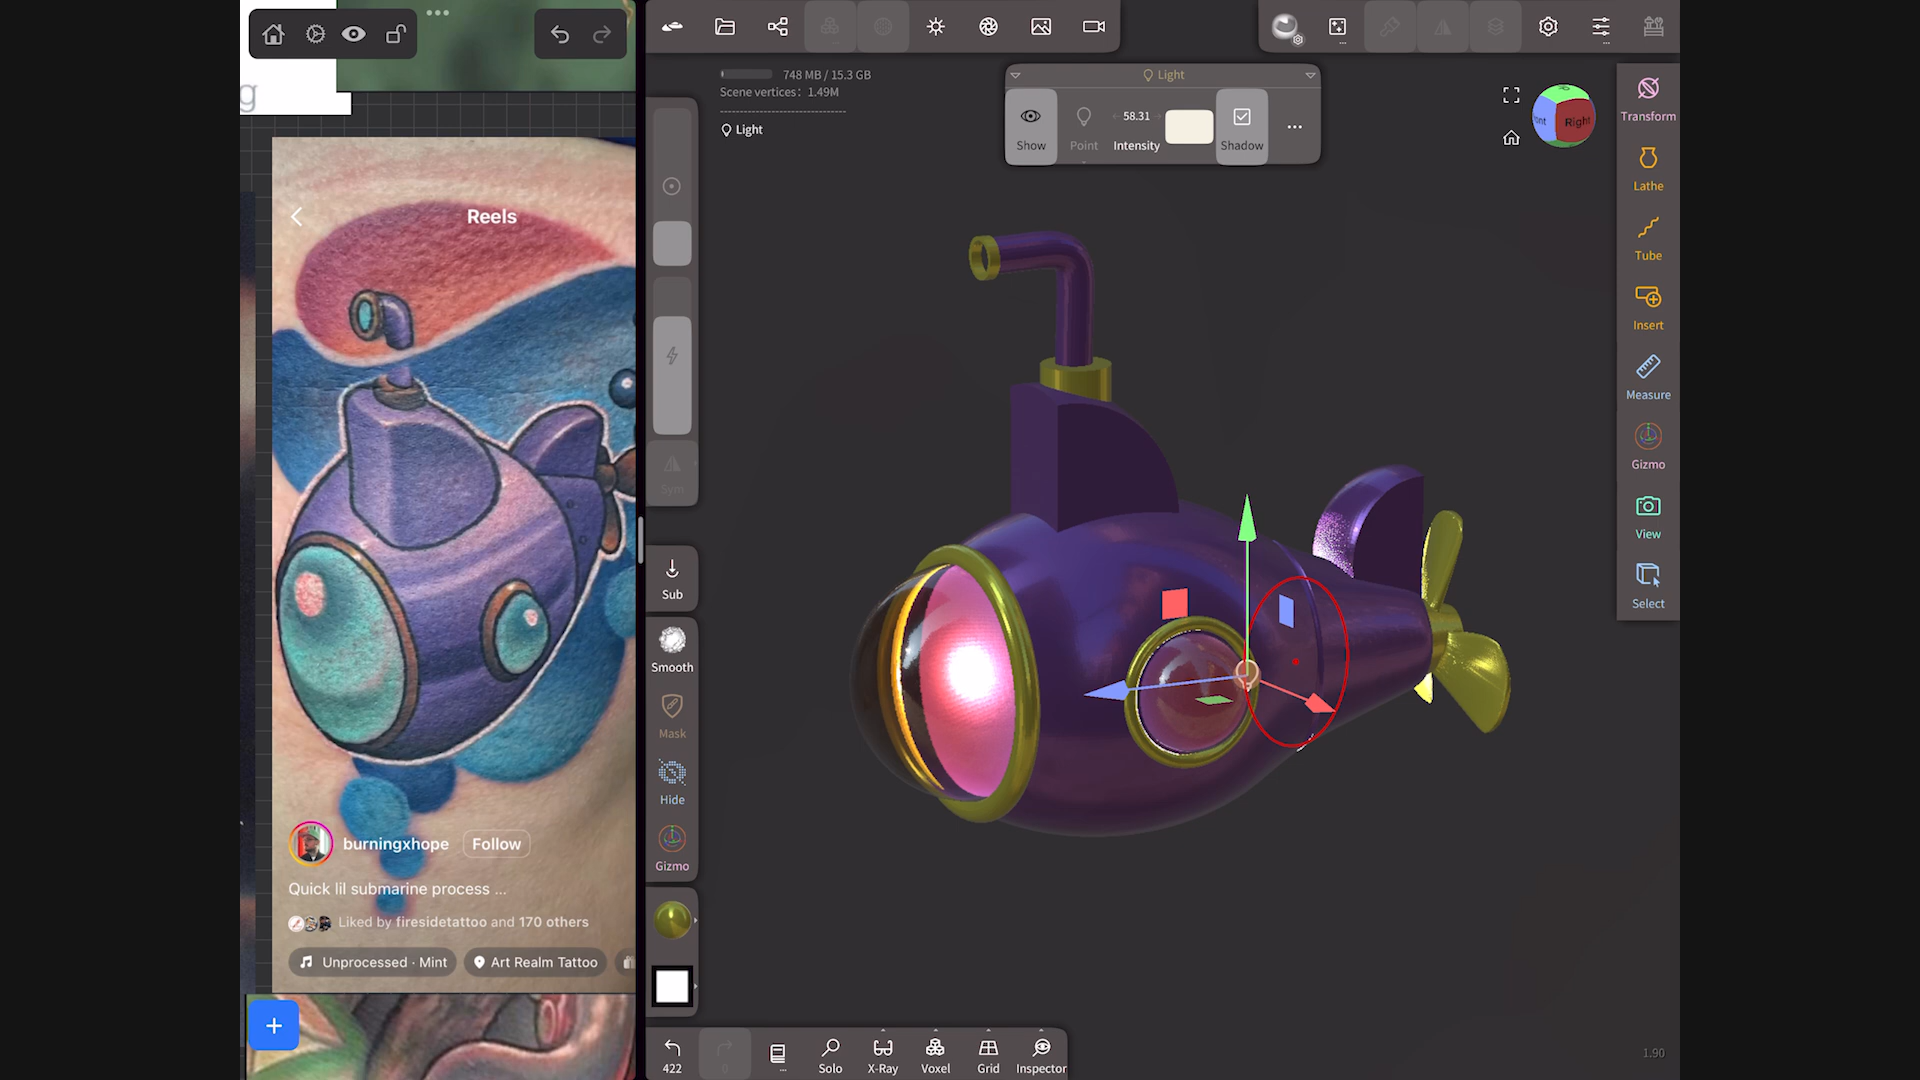 g
Reels
burningxhope
Follow
Quick lil submarine process ...
Liked by firesidetattoo and 170 others
Unprocessed · Mint
Art Realm Tattoo
748 MB / 15.3 GB
Scene vertices: 1.49M
Light
Light
Show
Point
58.31
Intensity
Shadow
...
Right
Transform
Lathe
Tube
Insert
Measure
Gizmo
View
Select
Sym
Sub
Smooth
Mask
Hide
Gizmo
422
0
Solo
X-Ray
Voxel
Grid
Inspector
1.90